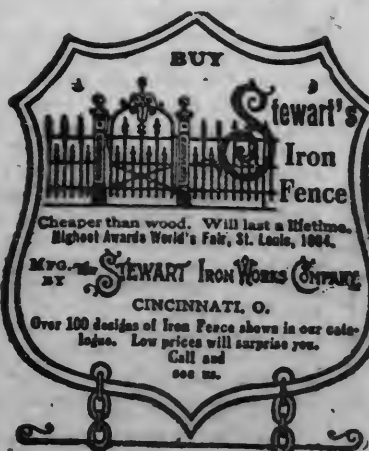 BUY
Stewart's
Iron
Fence
Cheaper than wood. Will last a lifetime.
Highest Awards World's Fair, St. Louis, 1904.
MFG. BY The STEWART IRON WORKS COMPANY
CINCINNATI, O.
Over 100 designs of Iron Fence shown in our cata-
logue. Low prices will surprise you.
Call and
see us.